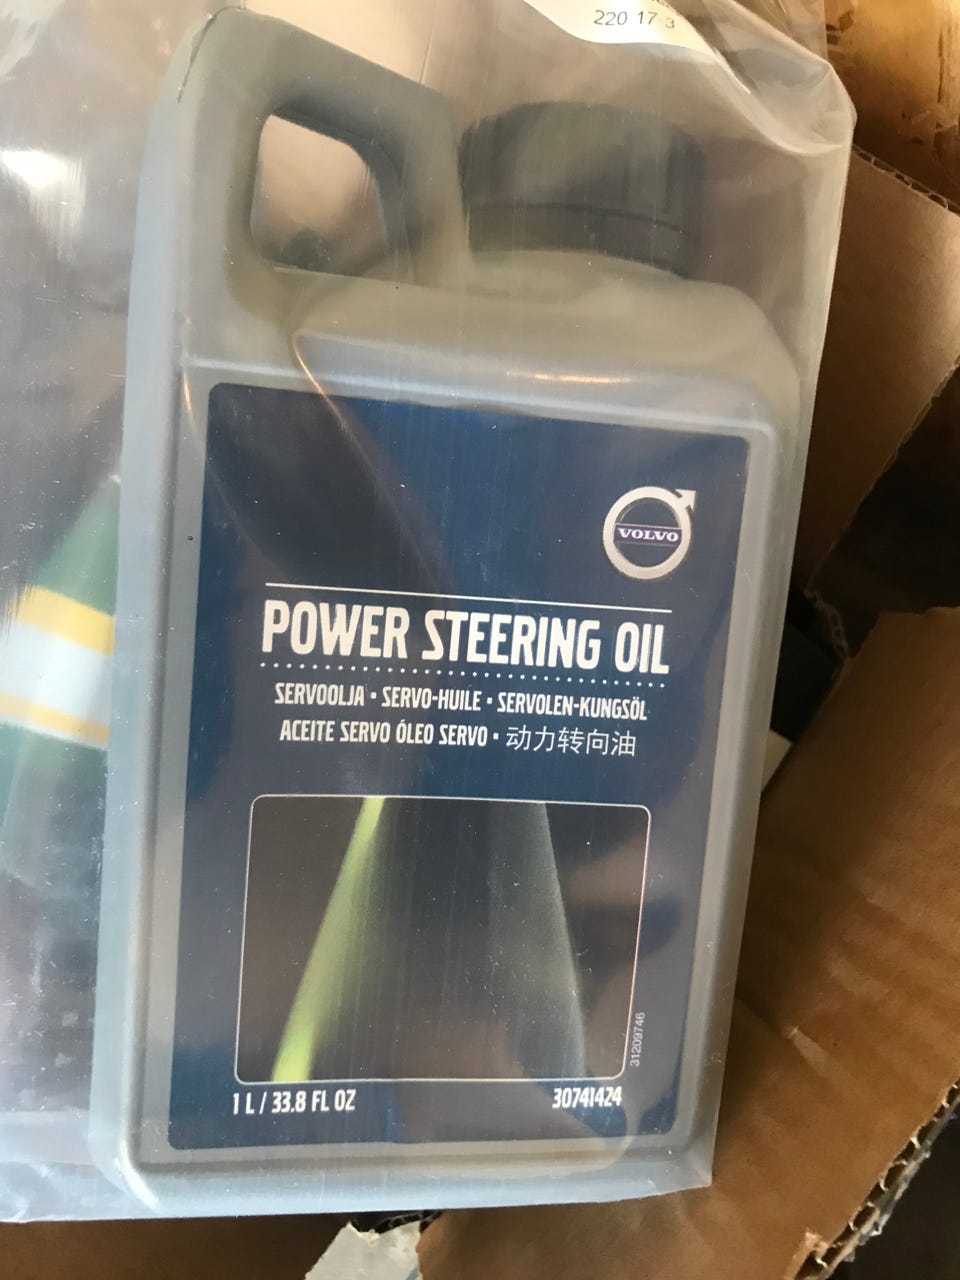 220 17-3
VOLVO
POWER STEERING OIL
SERVOOLJA • SERVO-HUILE • SERVOLEN-KUNGSÖL
ACEITE SERVO ÓLEO SERVO • 动力转向油
31209746
1 L / 33.8 FL OZ
30741424